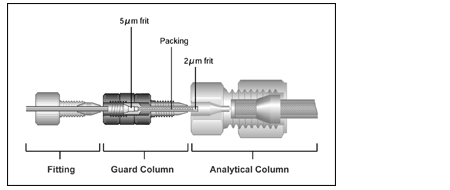 5μm frit
Packing
2μm frit
Fitting
Guard Column
Analytical Column